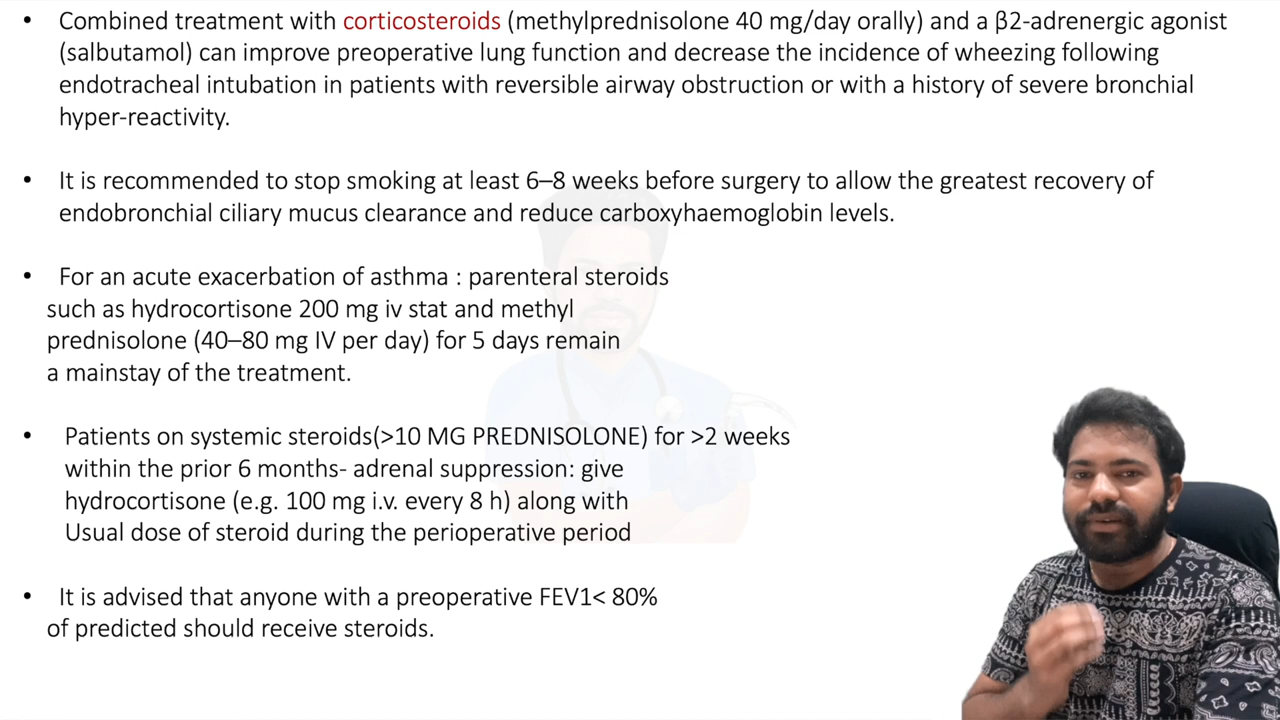 • Combined treatment with corticosteroids (methylprednisolone 40 mg/day orally) and a β2-adrenergic agonist
(salbutamol) can improve preoperative lung function and decrease the incidence of wheezing following
endotracheal intubation in patients with reversible airway obstruction or with a history of severe bronchial
hyper-reactivity.
• It is recommended to stop smoking at least 6–8 weeks before surgery to allow the greatest recovery of
endobronchial ciliary mucus clearance and reduce carboxyhaemoglobin levels.
• For an acute exacerbation of asthma : parenteral steroids
such as hydrocortisone 200 mg iv stat and methyl
prednisolone (40–80 mg IV per day) for 5 days remain
a mainstay of the treatment.
• Patients on systemic steroids(>10 MG PREDNISOLONE) for >2 weeks
within the prior 6 months- adrenal suppression: give
hydrocortisone (e.g. 100 mg i.v. every 8 h) along with
Usual dose of steroid during the perioperative period
• It is advised that anyone with a preoperative FEV1< 80%
of predicted should receive steroids.